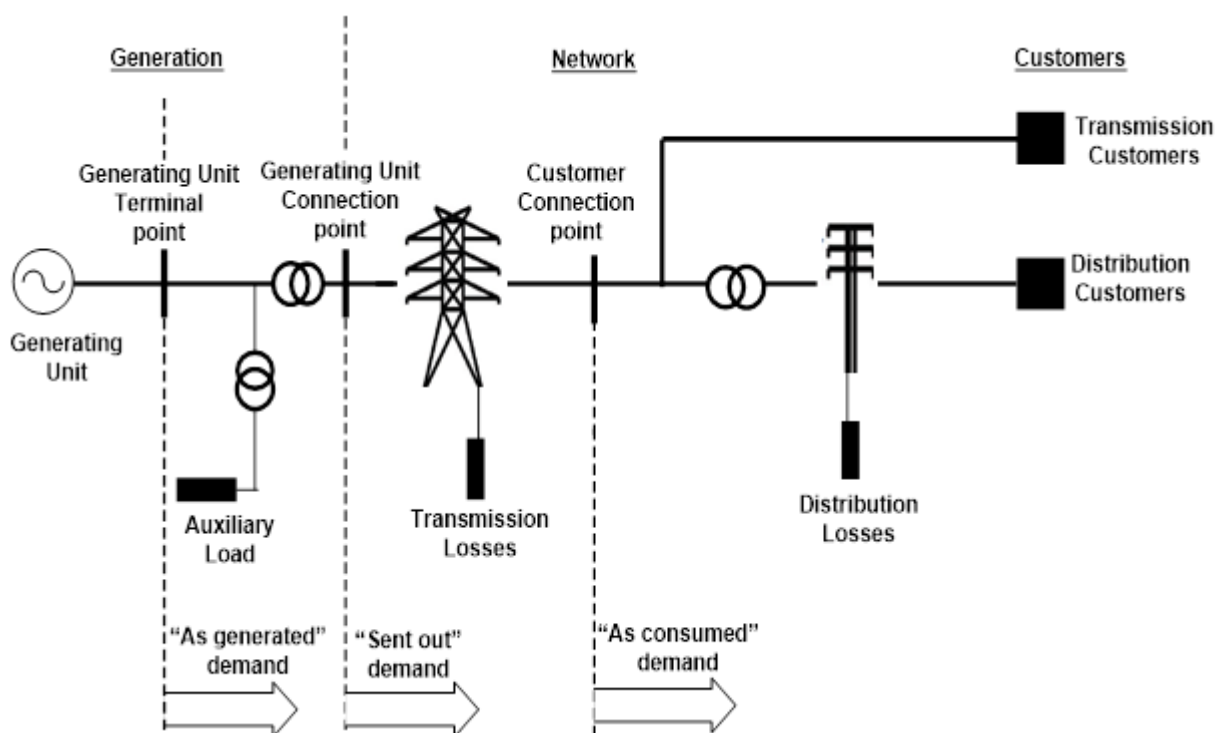 Generation
Network
Customers
Transmission
Customers
Generating Unit
Terminal
point
Generating Unit
Connection
point
Customer
Connection
point
Distribution
Customers
Generating
Unit
Auxiliary
Load
Transmission
Losses
Distribution
Losses
“As generated”
demand
“Sent out”
demand
“As consumed”
demand